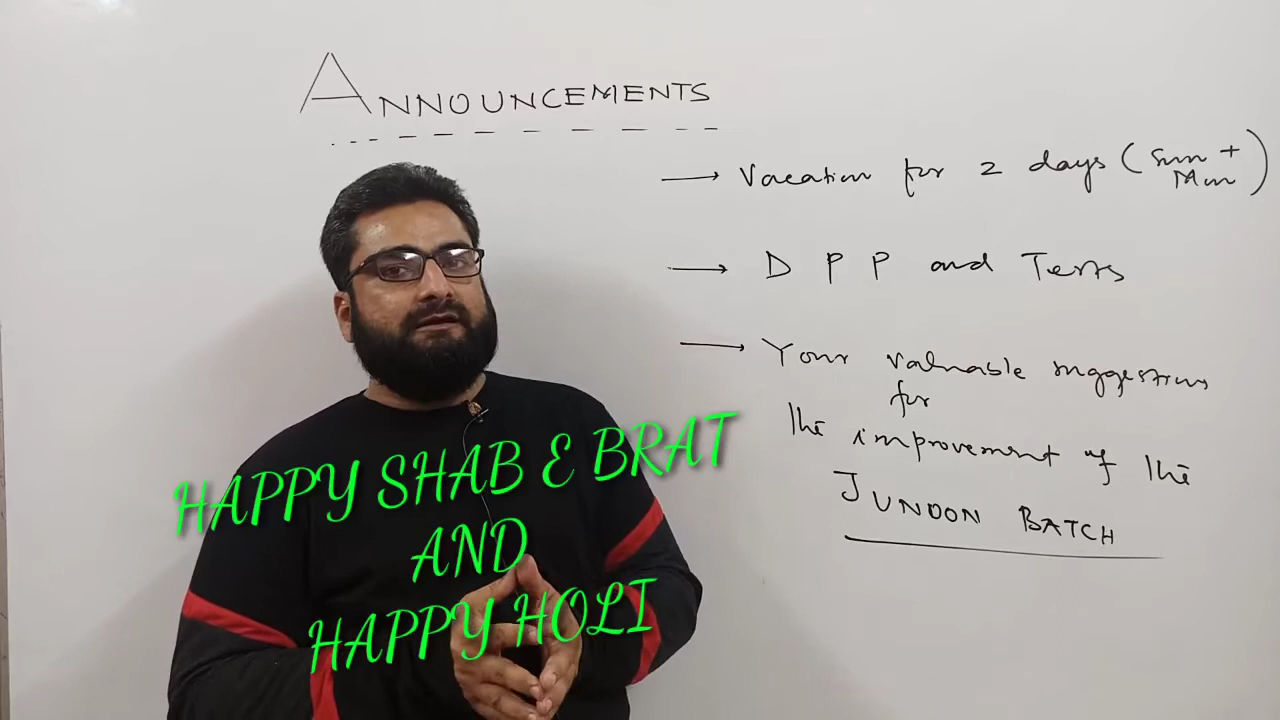 ANNOUNCEMENTS
→ Vacation for 2 days (Sun +
Mon)
→ D P P and Tests
→ Your valuable suggestions
for
the improvement of the
JUNOON BATCH
HAPPY SHAB E BRAT
AND
HAPPY HOLI